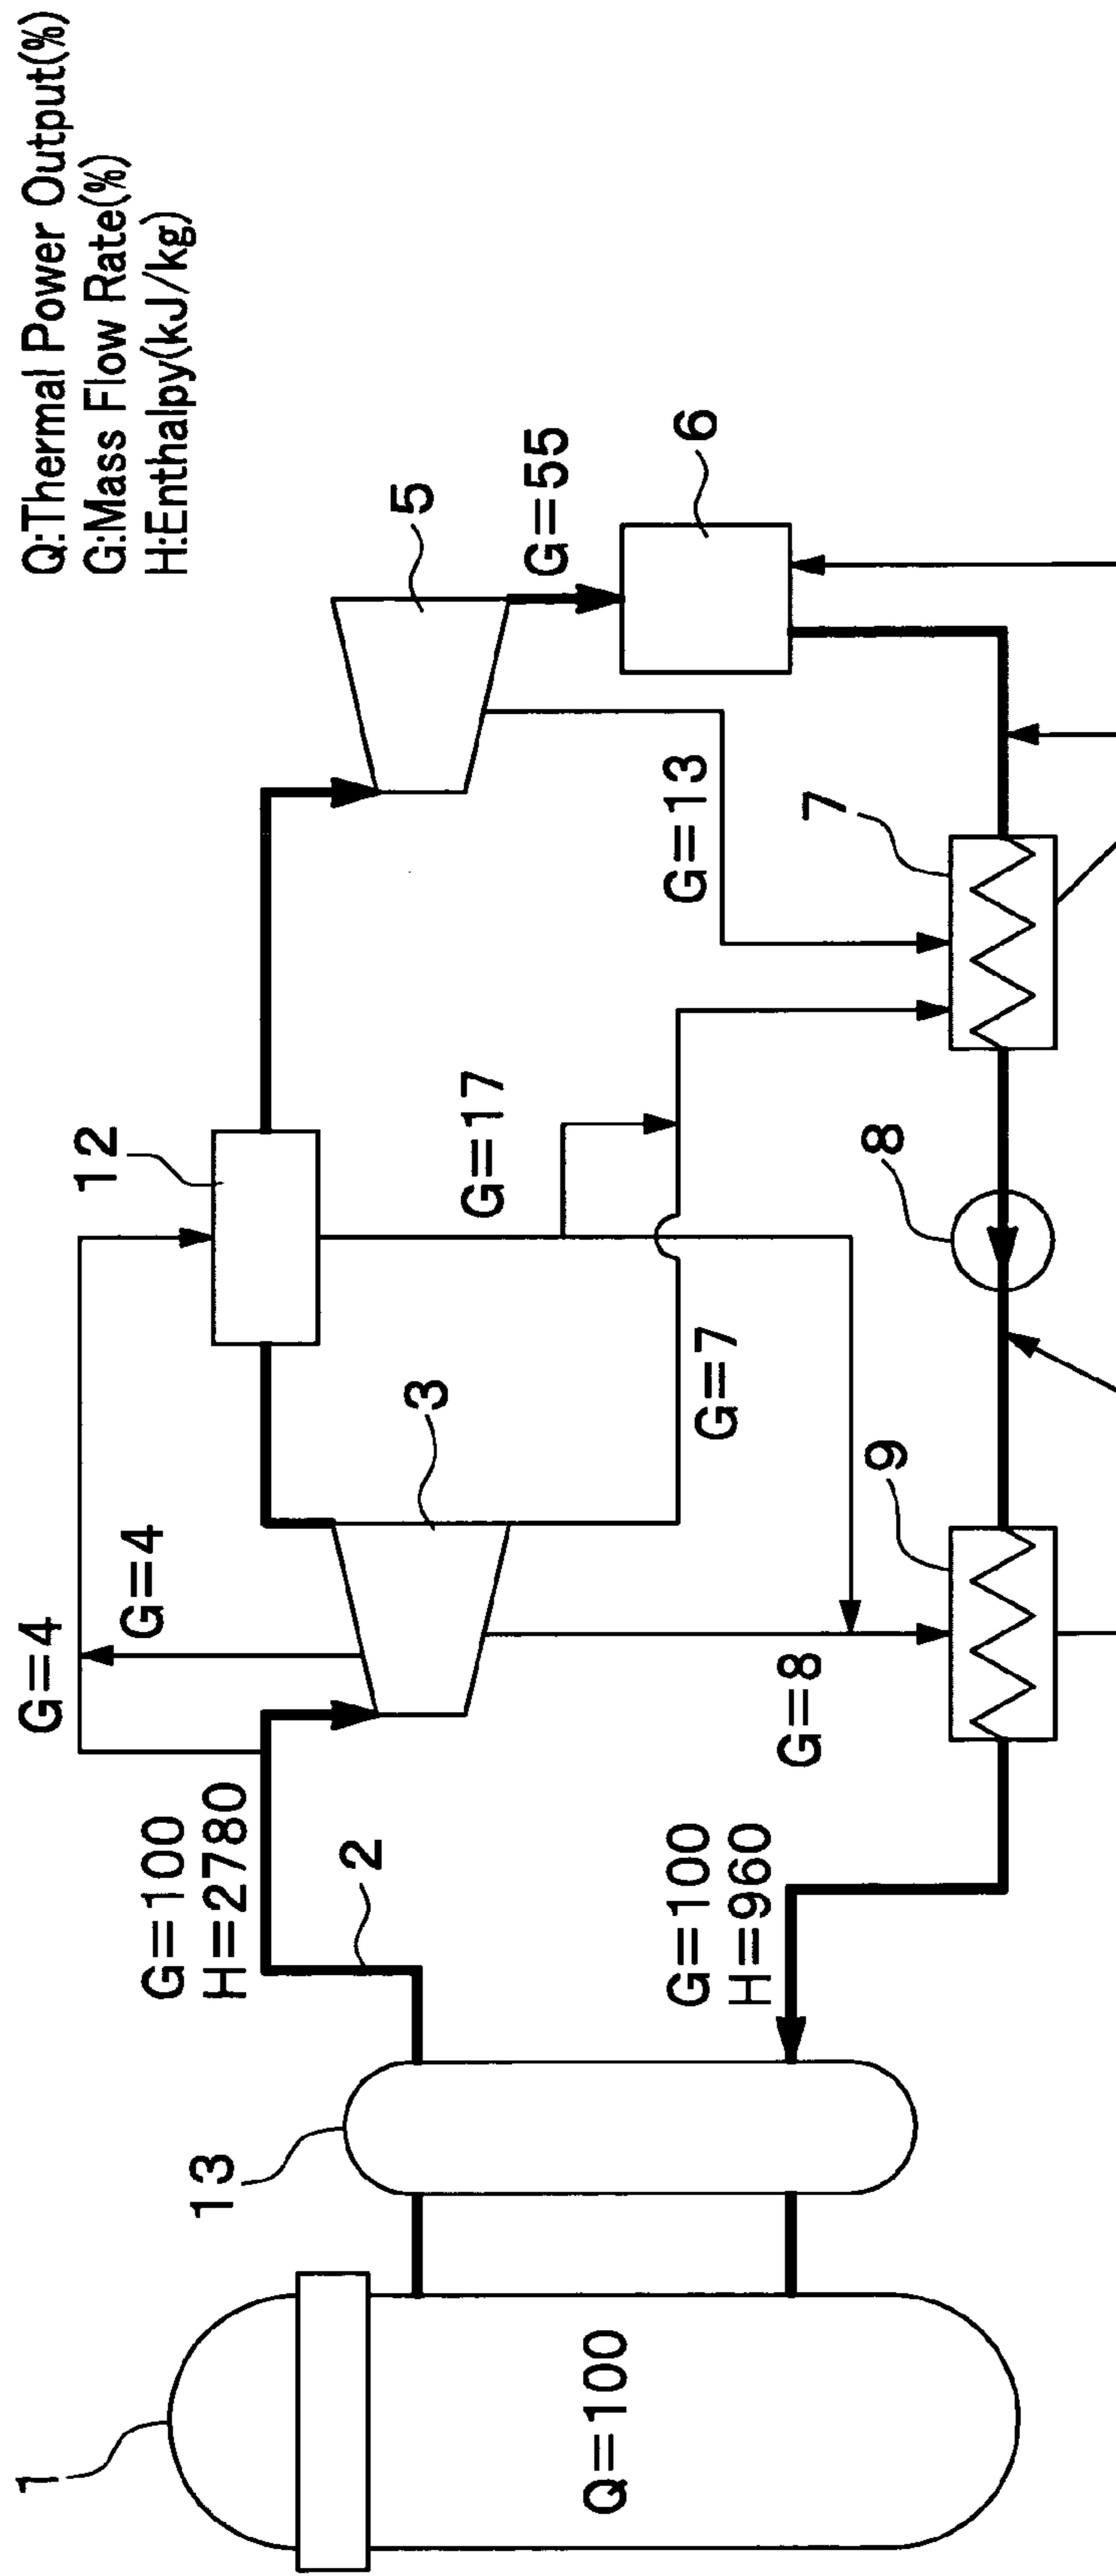 Q:Thermal Power Output(%)
G:Mass Flow Rate(%)
H:Enthalpy(kJ/kg)
G=4
G=4
12
G=100
H=2780
2
3
5
G=55
6
13
1
G=17
G=13
7
G=7
G=8
8
9
G=100
H=960
Q=100